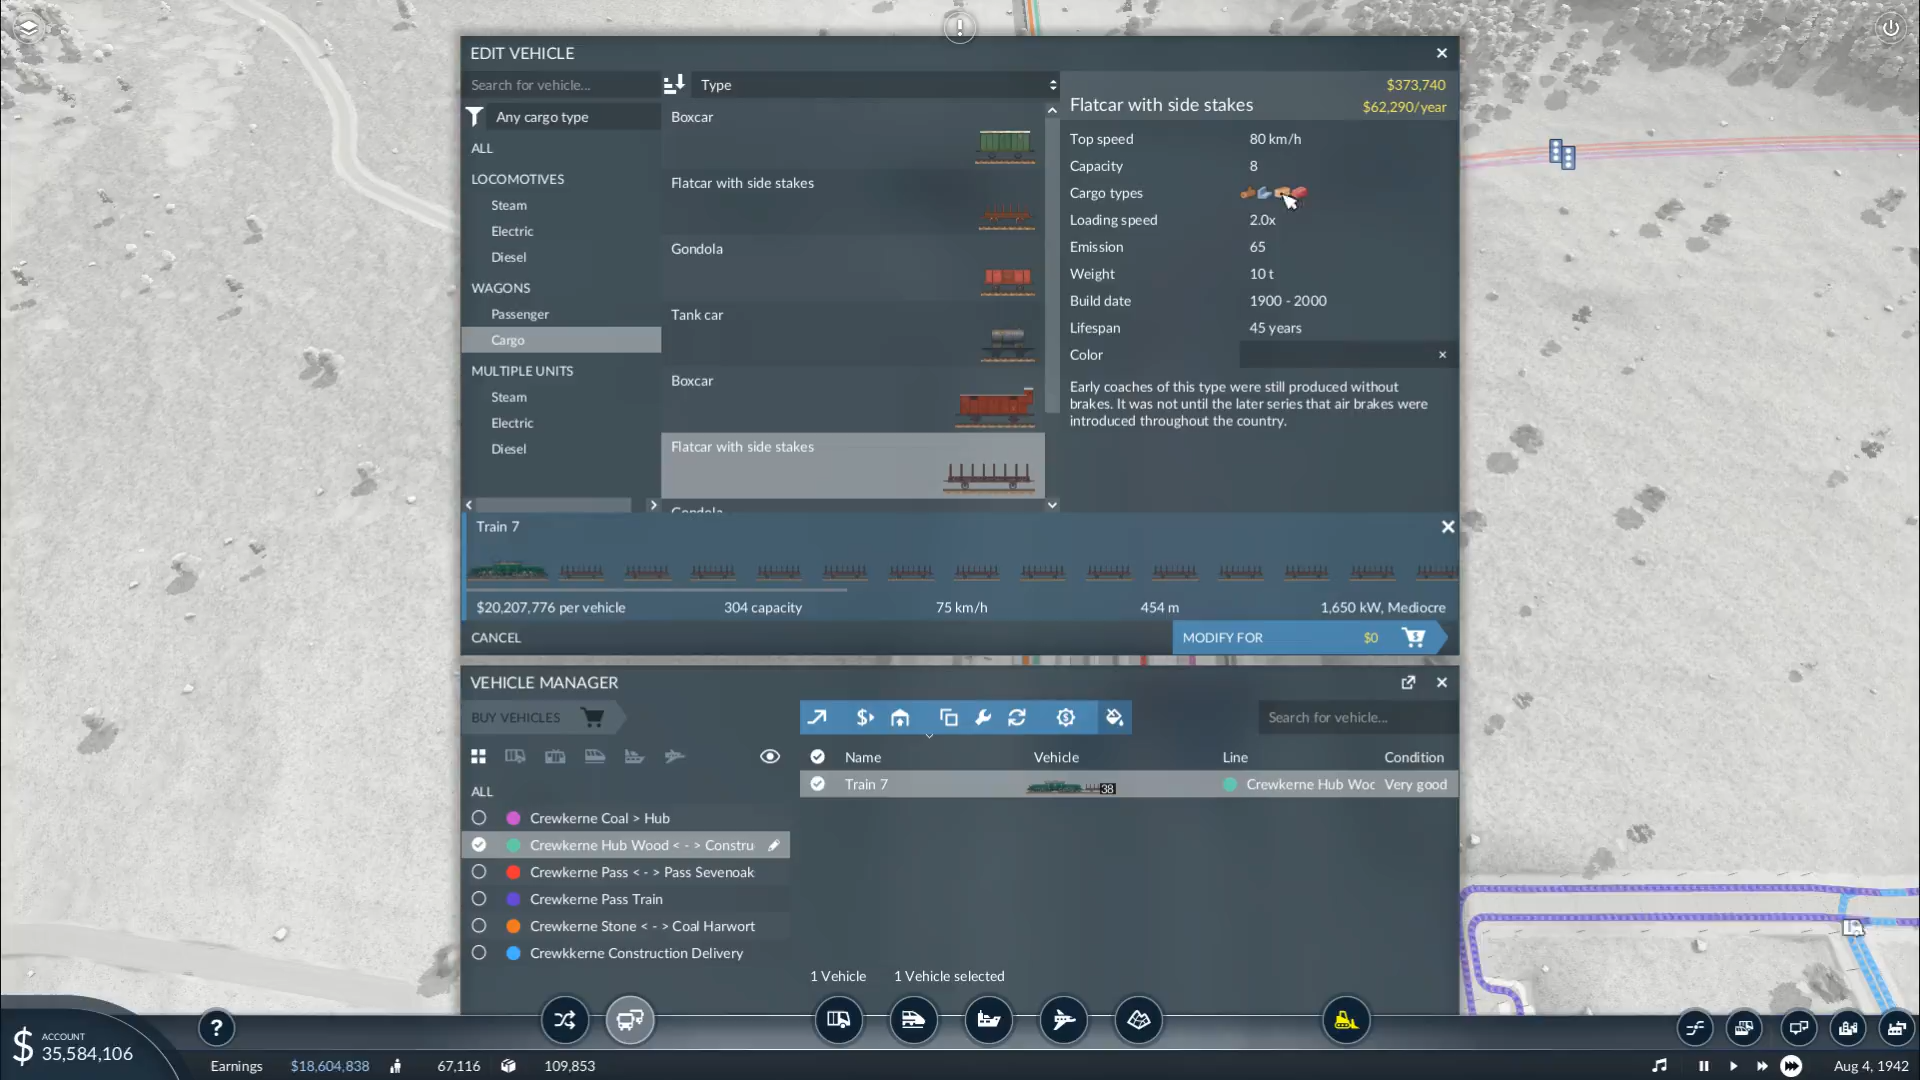 EDIT VEHICLE
Search for vehicle...
Type
Any cargo type
ALL
LOCOMOTIVES
Steam
Electric
Diesel
WAGONS
Passenger
Cargo
MULTIPLE UNITS
Steam
Electric
Diesel
Boxcar
Flatcar with side stakes
Gondola
Tank car
Boxcar
Flatcar with side stakes
Gondola
$373,740
Flatcar with side stakes
$62,290/year
Top speed 80 km/h
Capacity 8
Cargo types
Loading speed 2.0x
Emission 65
Weight 10 t
Build date 1900 - 2000
Lifespan 45 years
Color
Early coaches of this type were still produced without
brakes. It was not until the later series that air brakes were
introduced throughout the country.
Train 7
$20,207,776 per vehicle 304 capacity 75 km/h 454 m 1,650 kW, Mediocre
CANCEL
MODIFY FOR $0
VEHICLE MANAGER
BUY VEHICLES
Search for vehicle...
ALL
Crewkerne Coal > Hub
Crewkerne Hub Wood < - > Constru
Crewkerne Pass < - > Pass Sevenoak
Crewkerne Pass Train
Crewkerne Stone < - > Coal Harwort
Crewkkerne Construction Delivery
Name Vehicle Line Condition
Train 7 38 Crewkerne Hub Woc Very good
1 Vehicle 1 Vehicle selected
$ ACCOUNT
35,584,106
?
Earnings $18,604,838 67,116 109,853
Aug 4, 1942